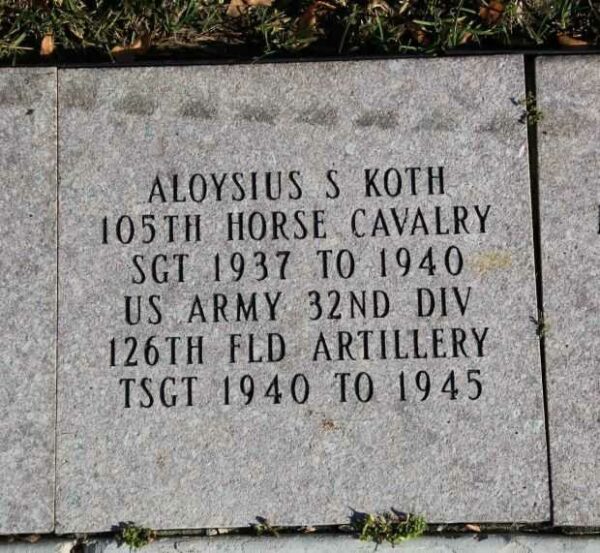 ALOYSIUS S KOTH
105TH HORSE CAVALRY
SGT 1937 TO 1940
US ARMY 32ND DIV
126TH FLD ARTILLERY
TSGT 1940 TO 1945